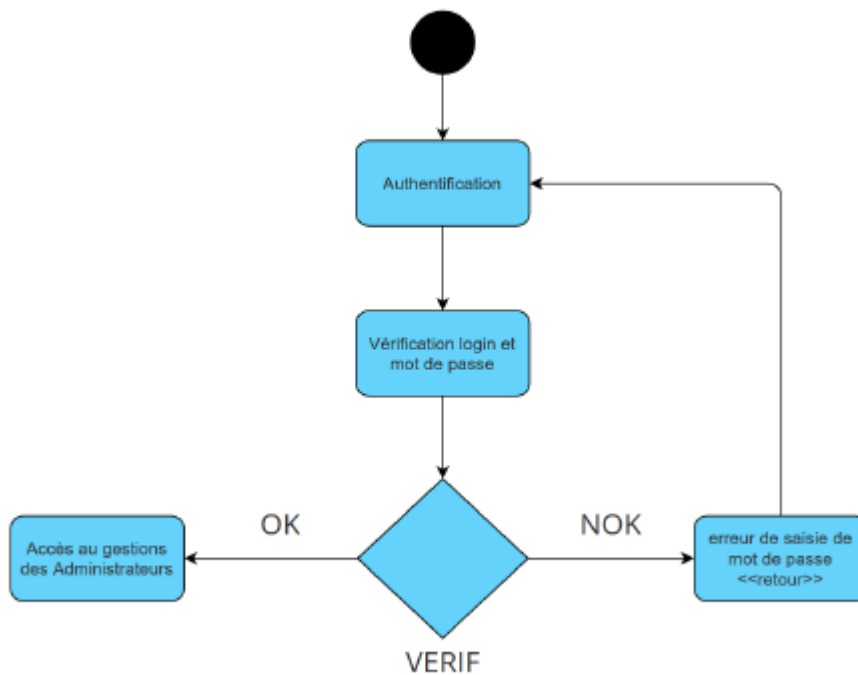 Authentification
Vérification login et
mot de passe
OK
NOK
Accès au gestions
des Administrateurs
erreur de saisie de
mot de passe
<<retour>>
VERIF